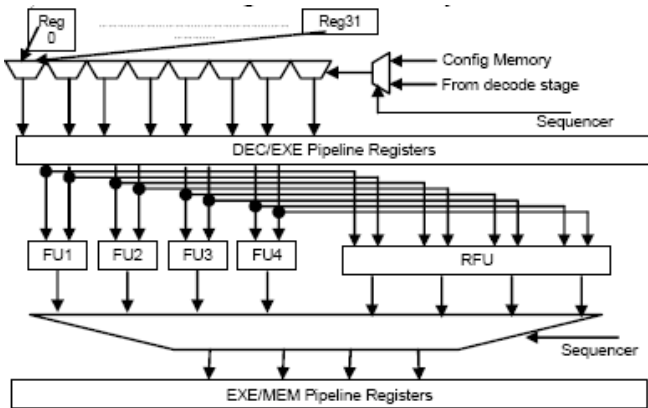 Reg
0
Reg31
Config Memory
From decode stage
Sequencer
DEC/EXE Pipeline Registers
FU1
FU2
FU3
FU4
RFU
Sequencer
EXE/MEM Pipeline Registers